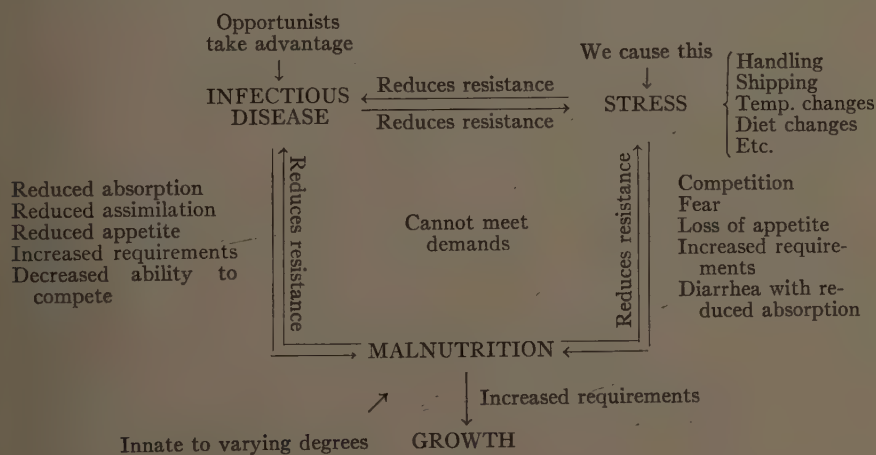 Opportunists
take advantage
We cause this
Handling
Shipping
Temp. changes
Diet changes
Etc.
Reduces resistance
INFECTIOUS
DISEASE
STRESS
Reduces resistance
Reduces resistance
Reduces resistance
Reduced absorption
Reduced assimilation
Reduced appetite
Increased requirements
Decreased ability to
compete
Cannot meet
demands
Competition
Fear
Loss of appetite
Increased require-
ments
Diarrhea with re-
duced absorption
MALNUTRITION
Increased requirements
Innate to varying degrees
GROWTH